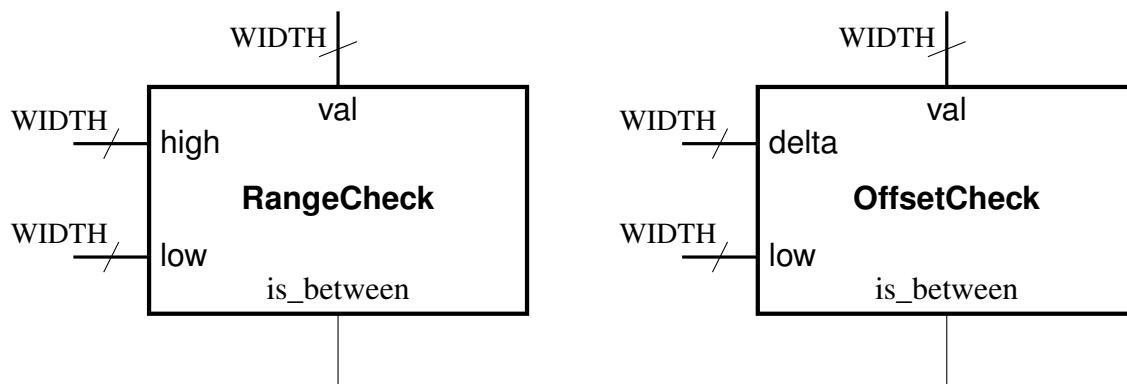 WIDTH
val
WIDTH
high
RangeCheck
WIDTH
low
is_between
WIDTH
val
WIDTH
delta
OffsetCheck
WIDTH
low
is_between